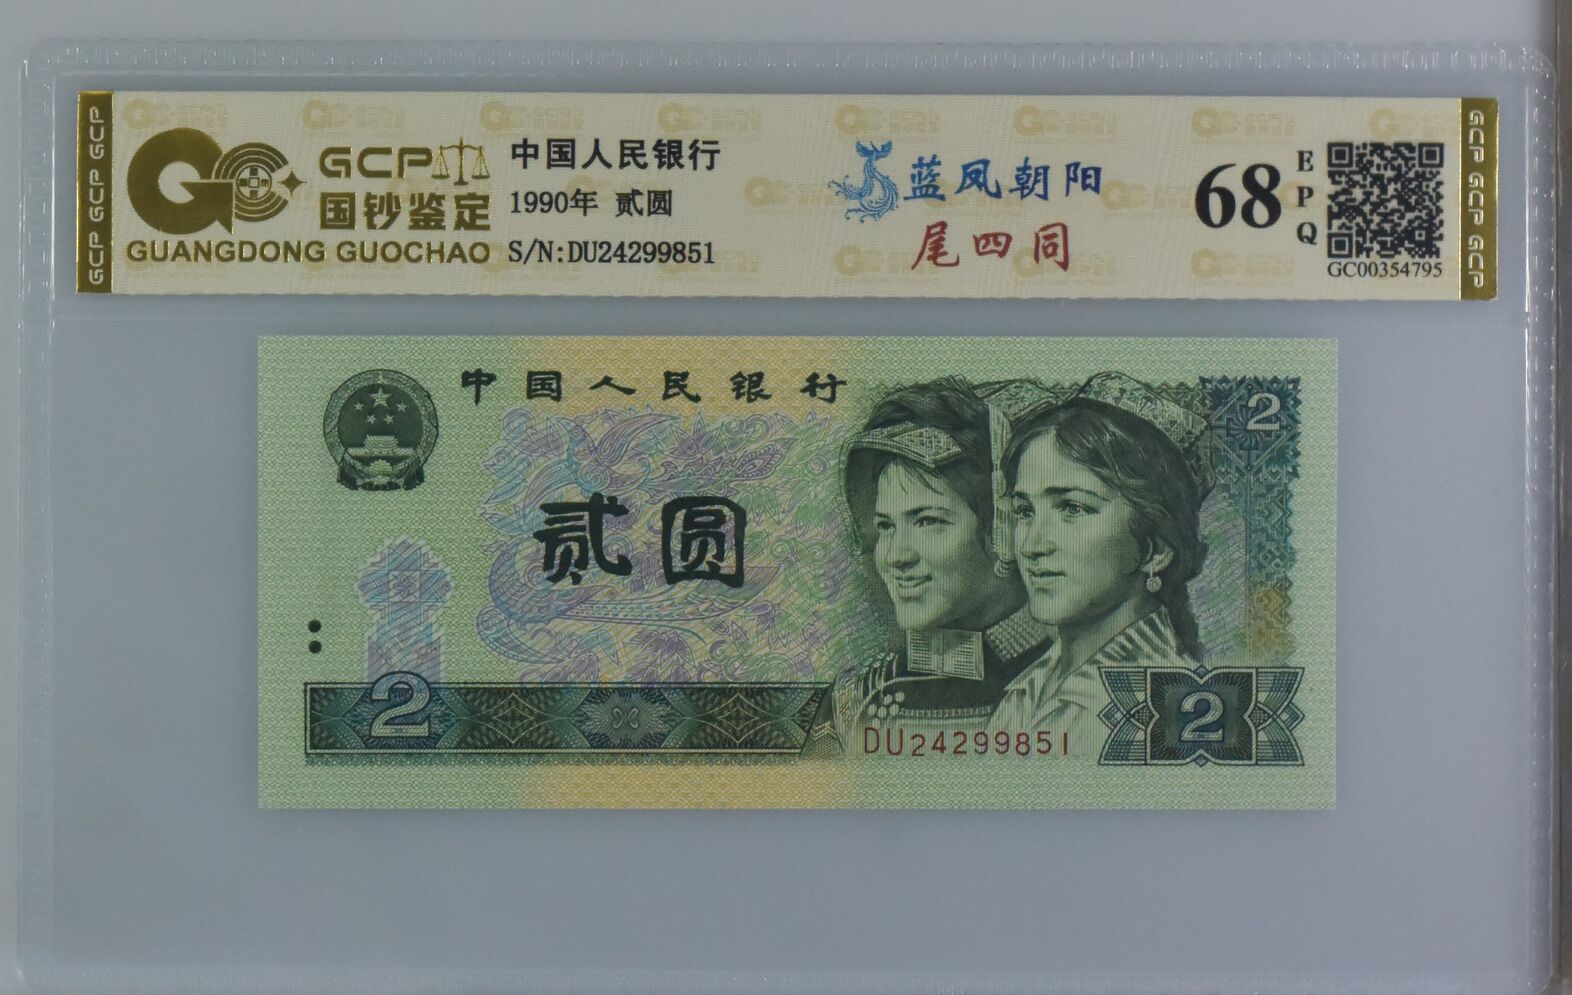 GCP GCP GCP
GCP
国钞鉴定
GUANGDONG GUOCHAO
中国人民银行
1990年 贰圆
S/N:DU24299851
蓝凤朝阳
尾四同
68
EPQ
GC00354795
GCP GCP GCP
中国人民银行
2
贰圆
2
DU24299851
2